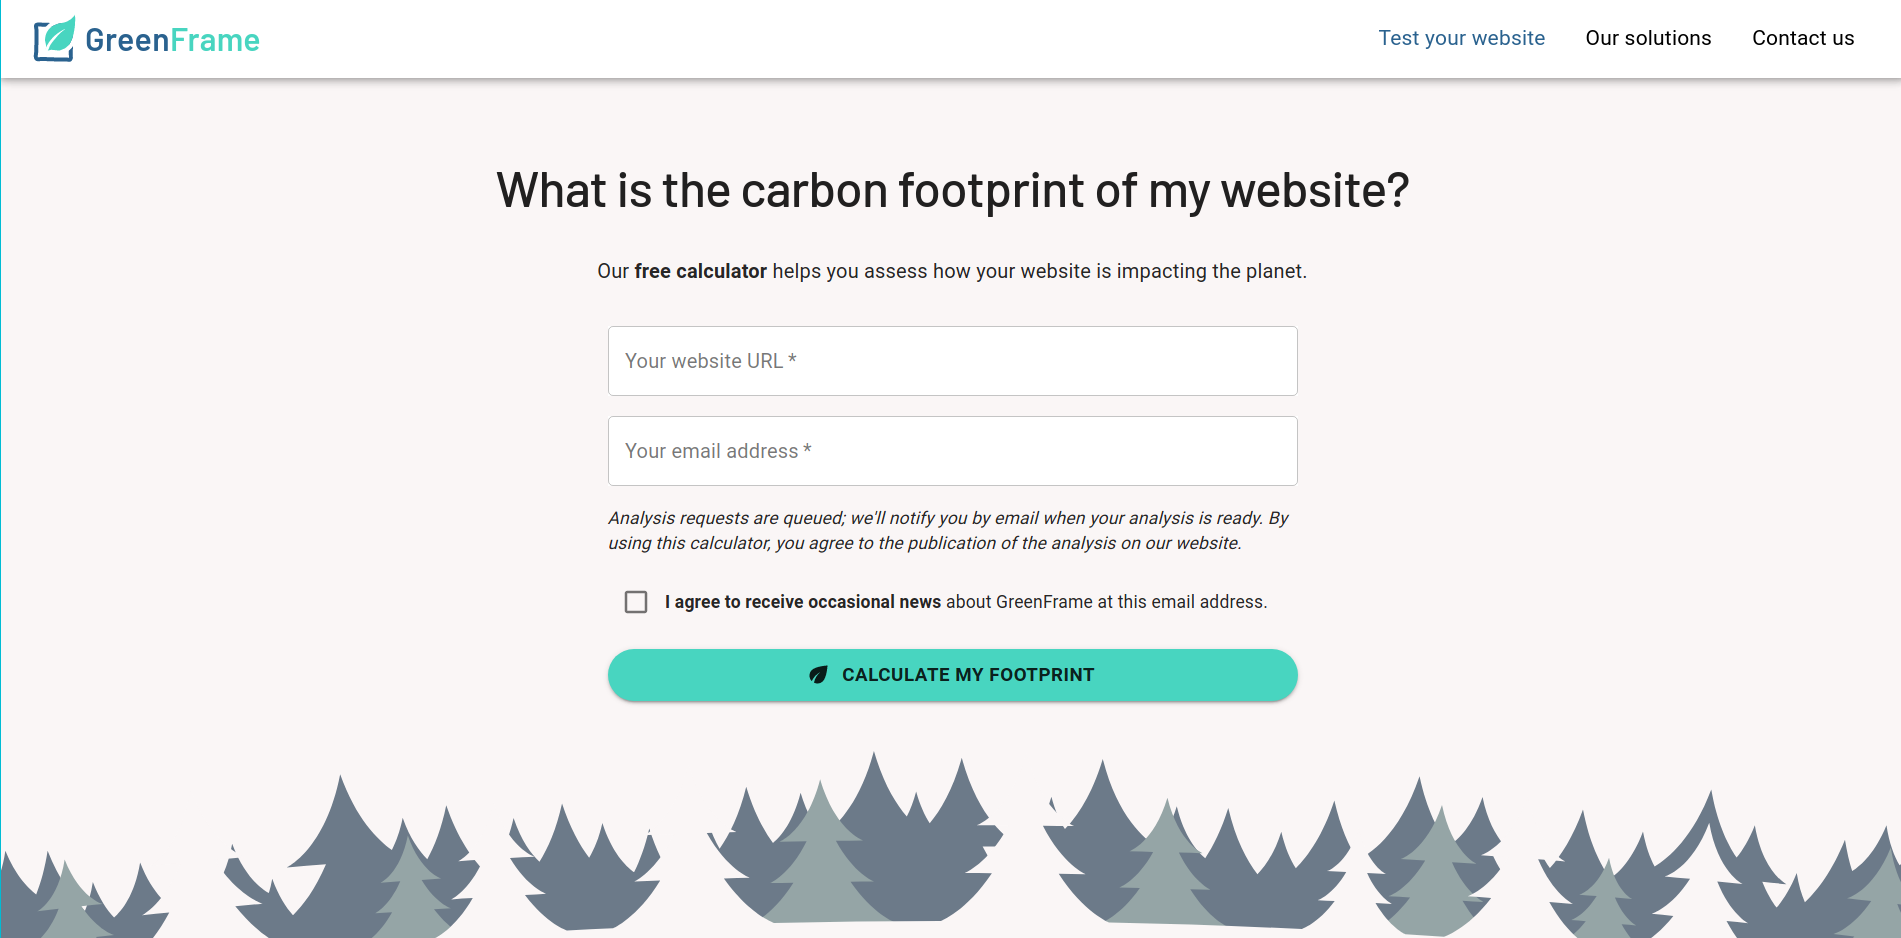 GreenFrame
Test your website
Our solutions
Contact us
What is the carbon footprint of my website?
Our free calculator helps you assess how your website is impacting the planet.
Your website URL *
Your email address *
Analysis requests are queued; we'll notify you by email when your analysis is ready. By
using this calculator, you agree to the publication of the analysis on our website.
I agree to receive occasional news about GreenFrame at this email address.
CALCULATE MY FOOTPRINT